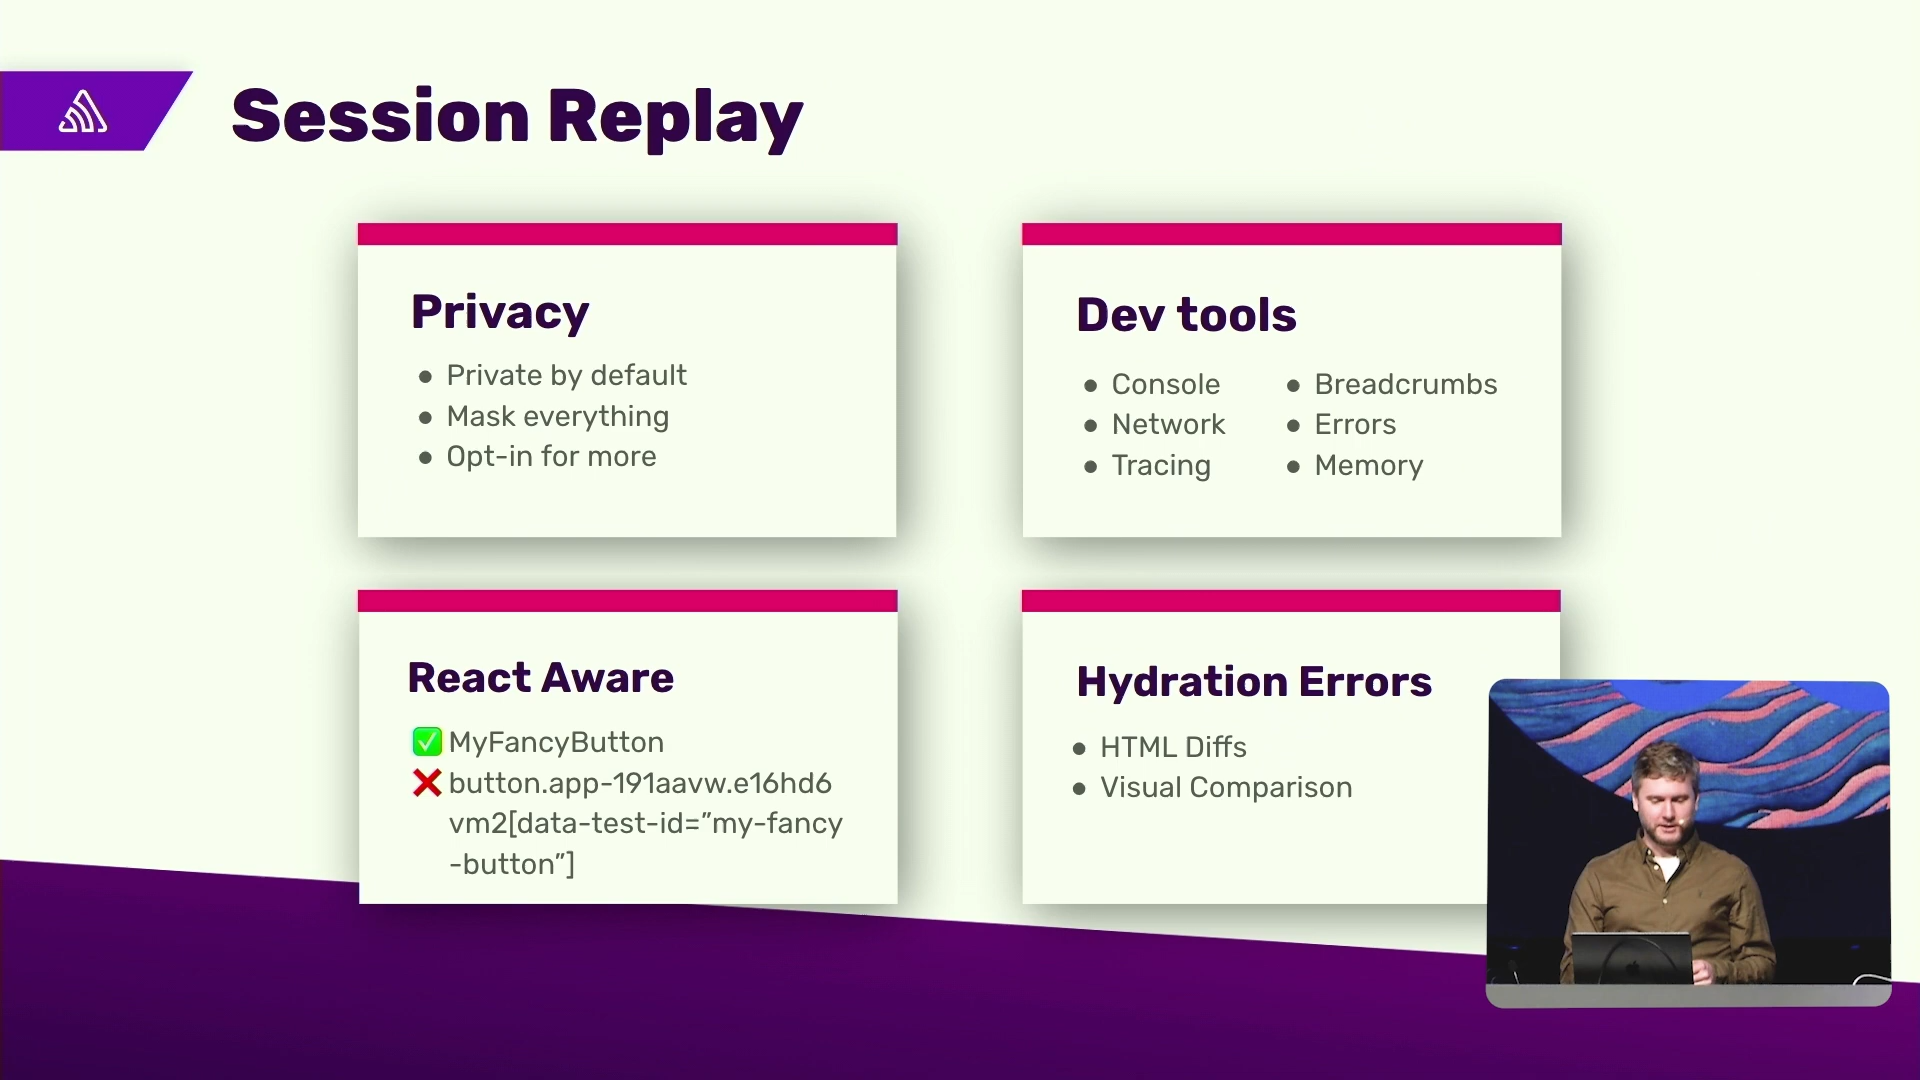 Session Replay
Privacy
● Private by default
● Mask everything
● Opt-in for more
Dev tools
● Console
● Network
● Tracing
● Breadcrumbs
● Errors
● Memory
React Aware
✅ MyFancyButton
❌ button.app-191aavw.e16hd6
vm2[data-test-id=”my-fancy
-button”]
Hydration Errors
● HTML Diffs
● Visual Comparison